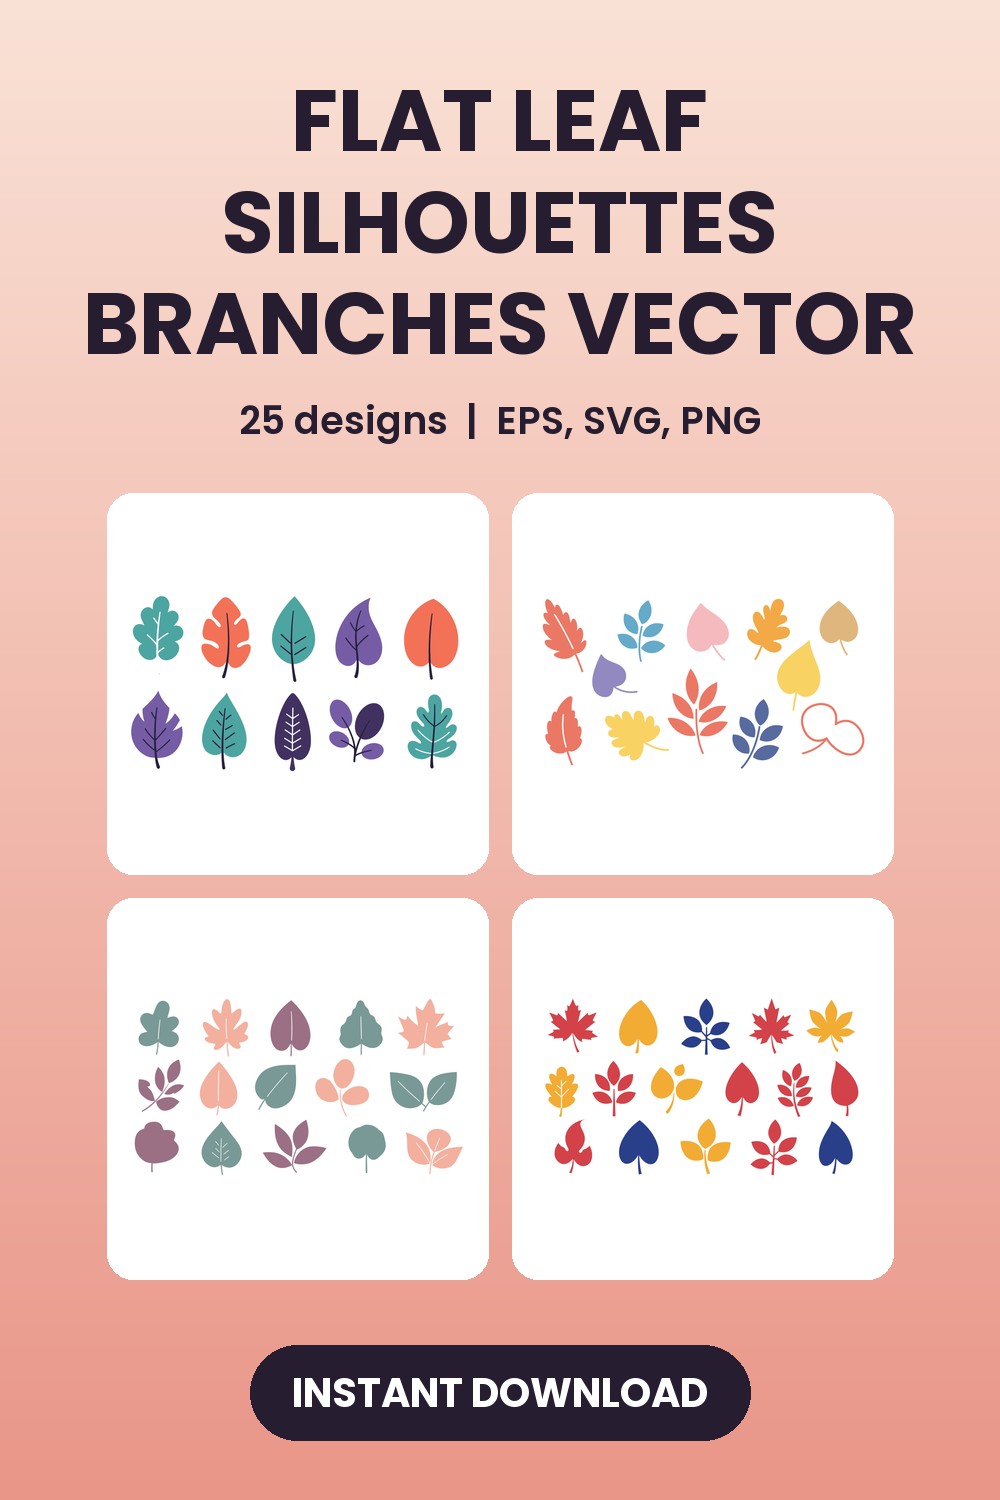 FLAT LEAF
SILHOUETTES
BRANCHES VECTOR
25 designs | EPS, SVG, PNG
INSTANT DOWNLOAD